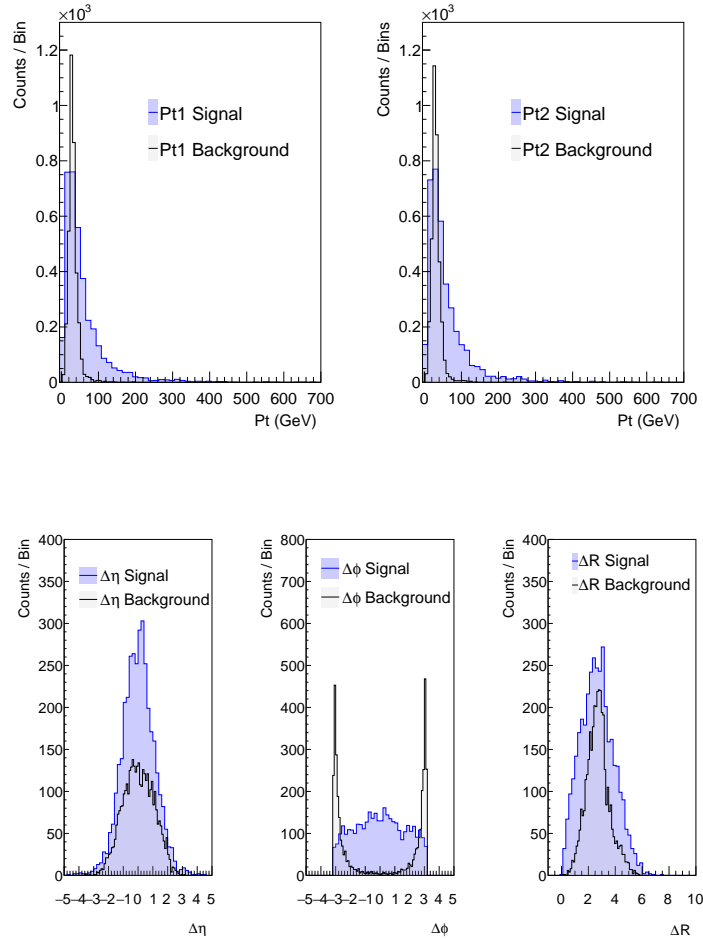 ×10³ ×10³
Counts / Bin Counts / Bins
1.2 1.2
1 1
Pt1 Signal Pt2 Signal
Pt1 Background Pt2 Background
0.8 0.8
0.6 0.6
0.4 0.4
0.2 0.2
0 0
0 100 200 300 400 500 600 700 0 100 200 300 400 500 600 700
Pt (GeV) Pt (GeV)
Counts / Bin Counts / Bin Counts / Bin
400 800 400
Δη Signal Δϕ Signal ΔR Signal
350 700 350
Δη Background Δϕ Background ΔR Background
300 600 300
250 500 250
200 400 200
150 300 150
100 200 100
50 100 50
0 0 0
−5−4−3−2−10 1 2 3 4 5 −5−4−3−2−10 1 2 3 4 5 0 2 4 6 8 10
Δη Δϕ ΔR